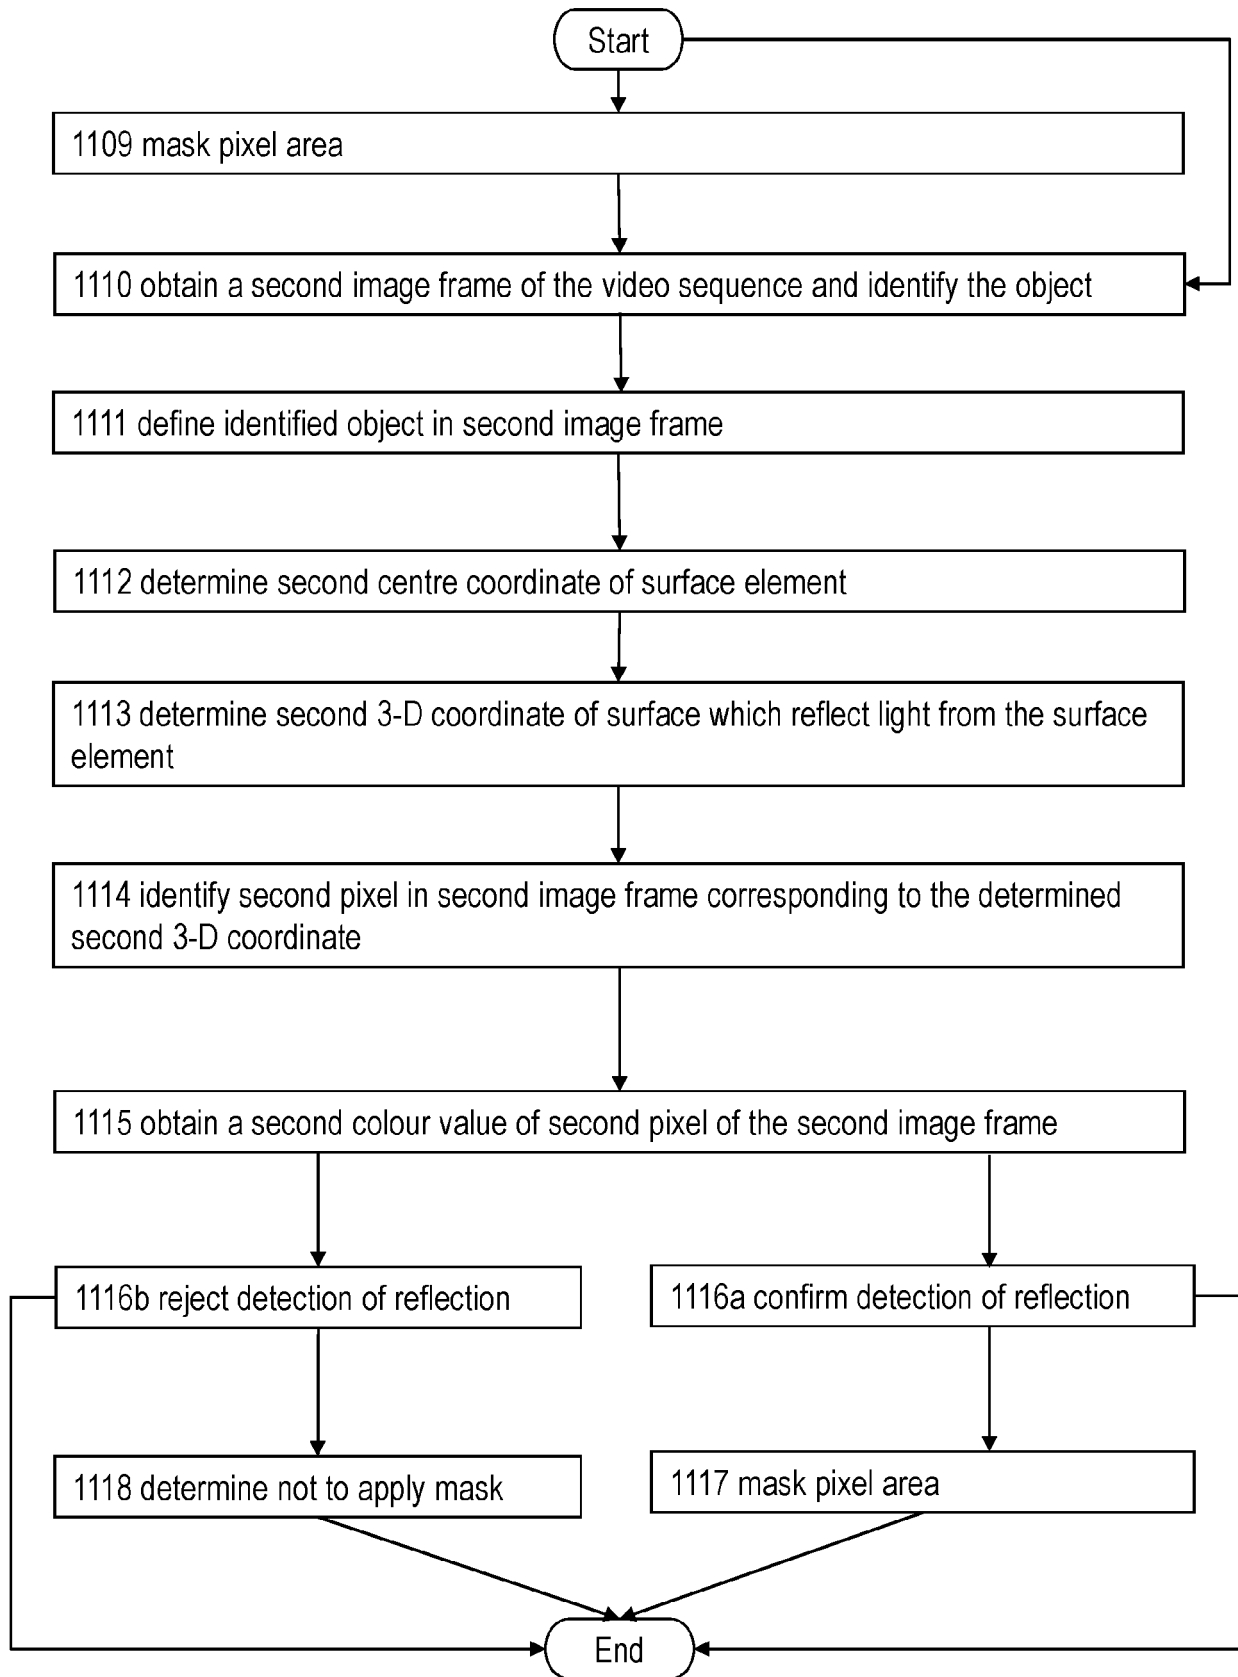 Start
1109 mask pixel area
1110 obtain a second image frame of the video sequence and identify the object
1111 define identified object in second image frame
1112 determine second centre coordinate of surface element
1113 determine second 3-D coordinate of surface which reflect light from the surface
element
1114 identify second pixel in second image frame corresponding to the determined
second 3-D coordinate
1115 obtain a second colour value of second pixel of the second image frame
1116b reject detection of reflection
1116a confirm detection of reflection
1118 determine not to apply mask
1117 mask pixel area
End